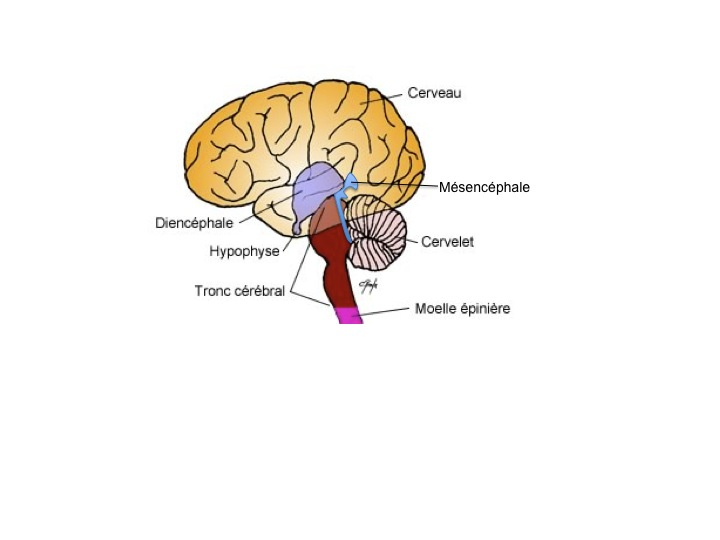 Cerveau
Mésencéphale
Diencéphale
Cervelet
Hypophyse
Tronc cérébral
Moelle épinière